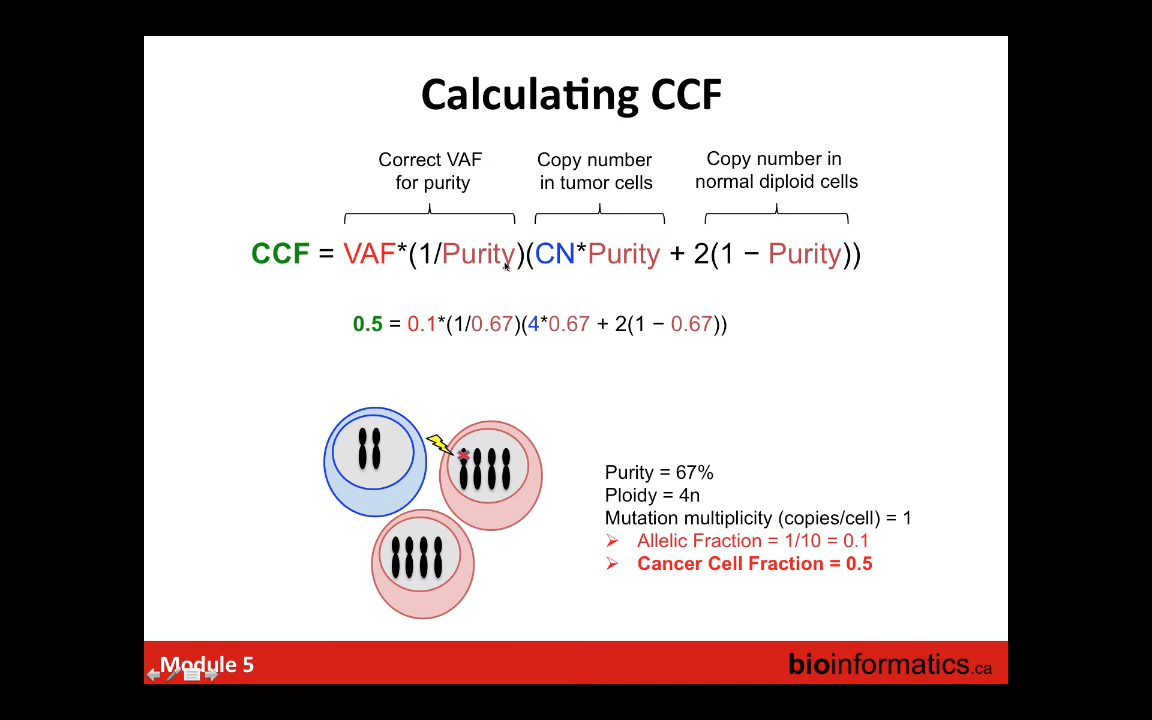 Calculating CCF
Correct VAF
for purity
Copy number
in tumor cells
Copy number in
normal diploid cells
CCF = VAF*(1/Purity)(CN*Purity + 2(1 − Purity))
0.5 = 0.1*(1/0.67)(4*0.67 + 2(1 − 0.67))
Purity = 67%
Ploidy = 4n
Mutation multiplicity (copies/cell) = 1
Allelic Fraction = 1/10 = 0.1
Cancer Cell Fraction = 0.5
Module 5
bioinformatics.ca